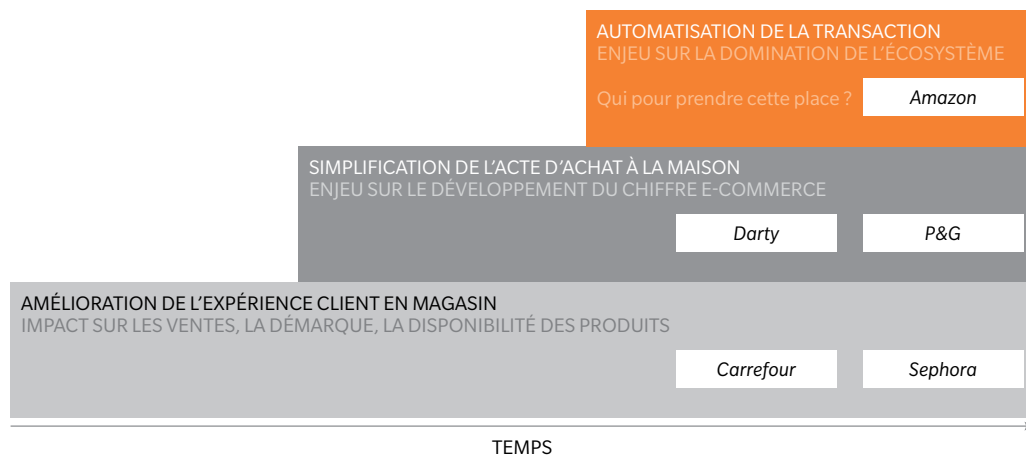 AUTOMATISATION DE LA TRANSACTION
ENJEU SUR LA DOMINATION DE L'ÉCOSYSTÈME
Qui pour prendre cette place ?
Amazon
SIMPLIFICATION DE L'ACTE D'ACHAT À LA MAISON
ENJEU SUR LE DÉVELOPPEMENT DU CHIFFRE E-COMMERCE
Darty
P&G
AMÉLIORATION DE L'EXPÉRIENCE CLIENT EN MAGASIN
IMPACT SUR LES VENTES, LA DÉMARQUE, LA DISPONIBILITÉ DES PRODUITS
Carrefour
Sephora
TEMPS